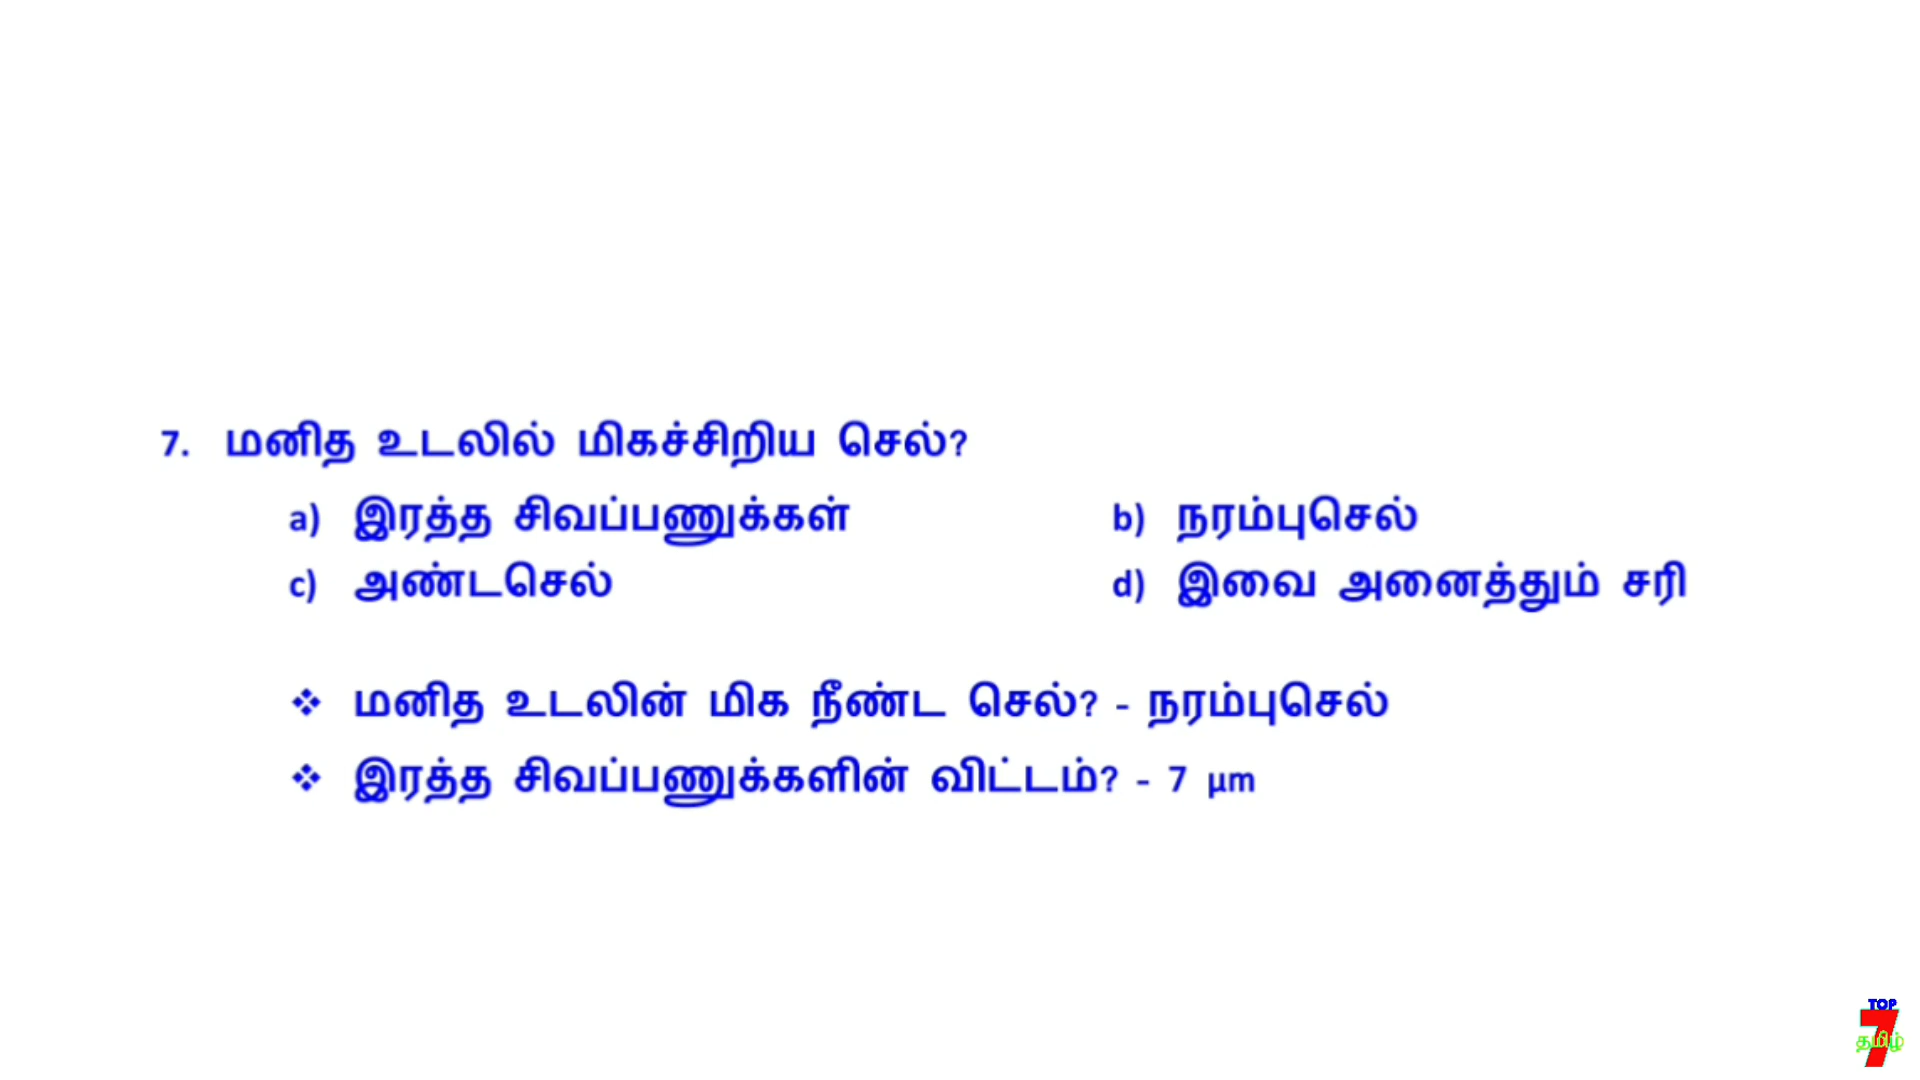 7. மனித உடலில் மிகச்சிறிய செல்?
a) இரத்த சிவப்பணுக்கள் b) நரம்புசெல்
c) அண்டசெல் d) இவை அனைத்தும் சரி
❖ மனித உடலின் மிக நீண்ட செல்? - நரம்புசெல்
❖ இரத்த சிவப்பணுக்களின் விட்டம்? - 7 µm
TOP
7
தமிழ்